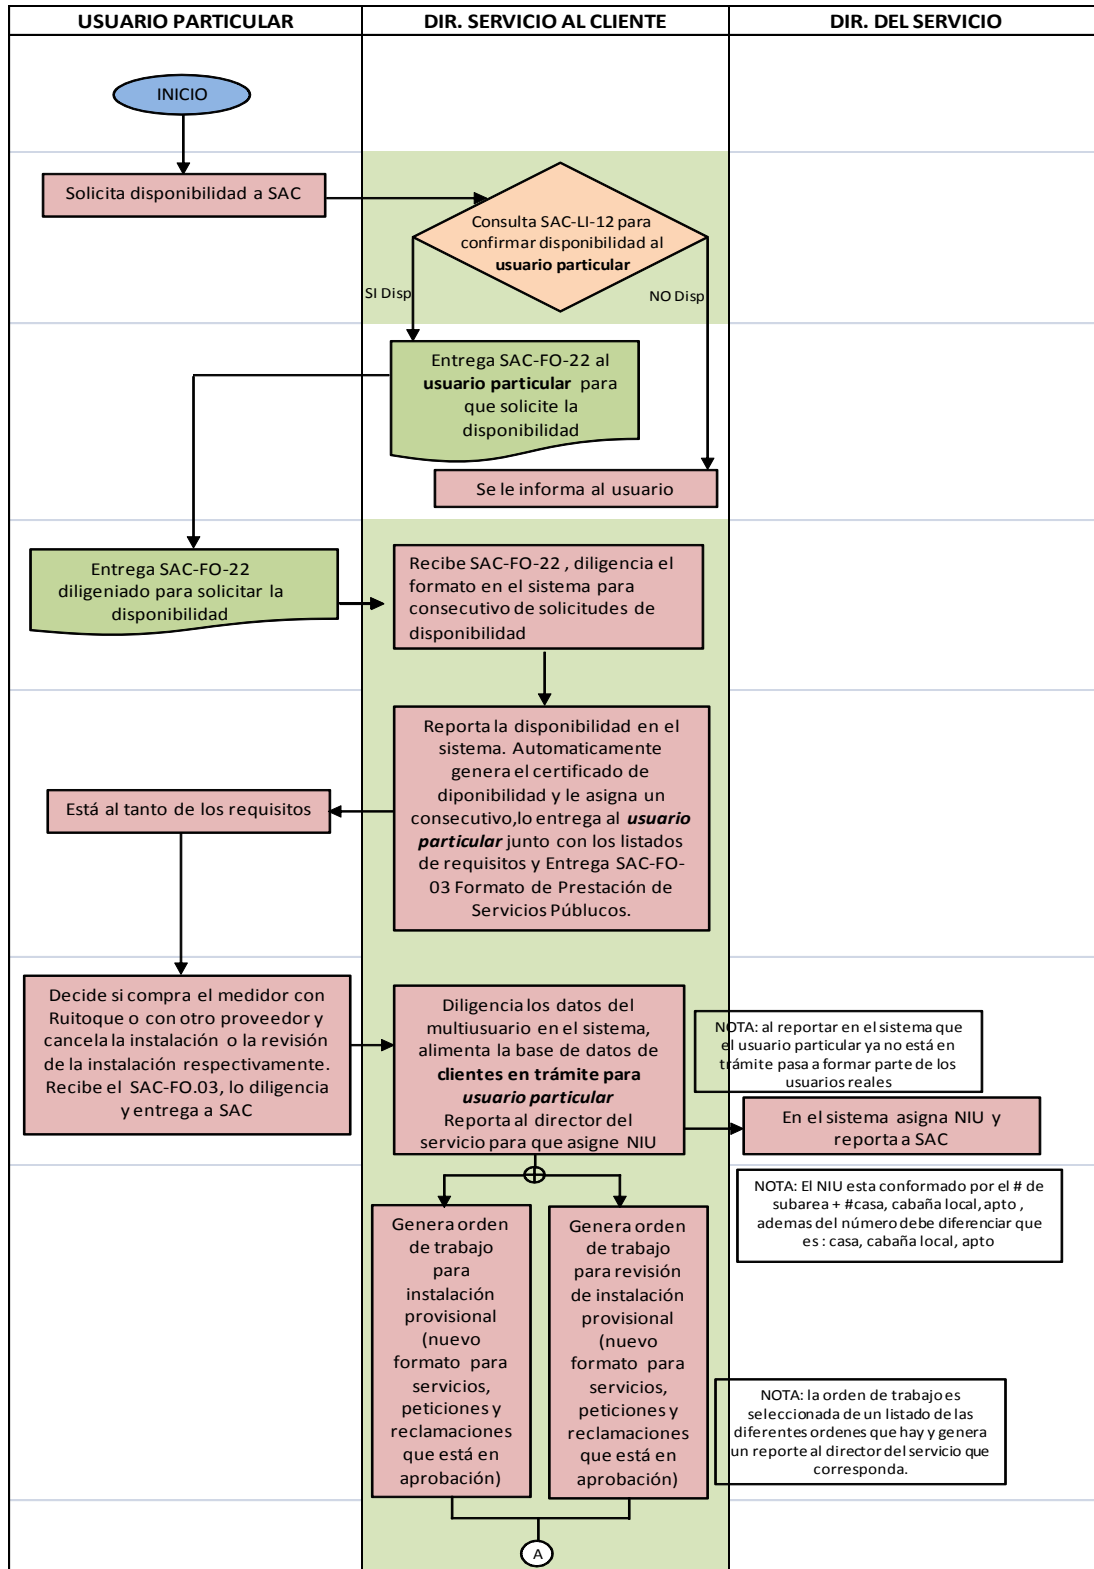 USUARIO PARTICULAR
DIR. SERVICIO AL CLIENTE
DIR. DEL SERVICIO
INICIO
Solicita disponibilidad a SAC
Consulta SAC-LI-12 para
confirmar disponibilidad al
usuario particular
SI Disp
NO Disp
Entrega SAC-FO-22 al
usuario particular para
que solicite la
disponibilidad
Se le informa al usuario
Entrega SAC-FO-22
diligeniado para solicitar la
disponibilidad
Recibe SAC-FO-22 , diligencia el
formato en el sistema para
consecutivo de solicitudes de
disponibilidad
Reporta la disponibilidad en el
sistema. Automaticamente
genera el certificado de
diponibilidad y le asigna un
consecutivo,lo entrega al usuario
particular junto con los listados
de requisitos y Entrega SAC-FO-
03 Formato de Prestación de
Servicios Públucos.
Está al tanto de los requisitos
Decide si compra el medidor con
Ruitoque o con otro proveedor y
cancela la instalación o la revisión
de la instalación respectivamente.
Recibe el SAC-FO.03, lo diligencia
y entrega a SAC
Diligencia los datos del
multiusuario en el sistema,
alimenta la base de datos de
clientes en trámite para
usuario particular
Reporta al director del
servicio para que asigne NIU
NOTA: al reportar en el sistema que
el usuario particular ya no está en
trámite pasa a formar parte de los
usuarios reales
En el sistema asigna NIU y
reporta a SAC
NOTA: El NIU esta conformado por el # de
subarea + #casa, cabaña local, apto ,
ademas del número debe diferenciar que
es : casa, cabaña local, apto
Genera orden
de trabajo
para
instalación
provisional
(nuevo
formato para
servicios,
peticiones y
reclamaciones
que está en
aprobación)
Genera orden
de trabajo
para revisión
de instalación
provisional
(nuevo
formato para
servicios,
peticiones y
reclamaciones
que está en
aprobación)
NOTA: la orden de trabajo es
seleccionada de un listado de las
diferentes ordenes que hay y genera
un reporte al director del servicio que
corresponda.
A